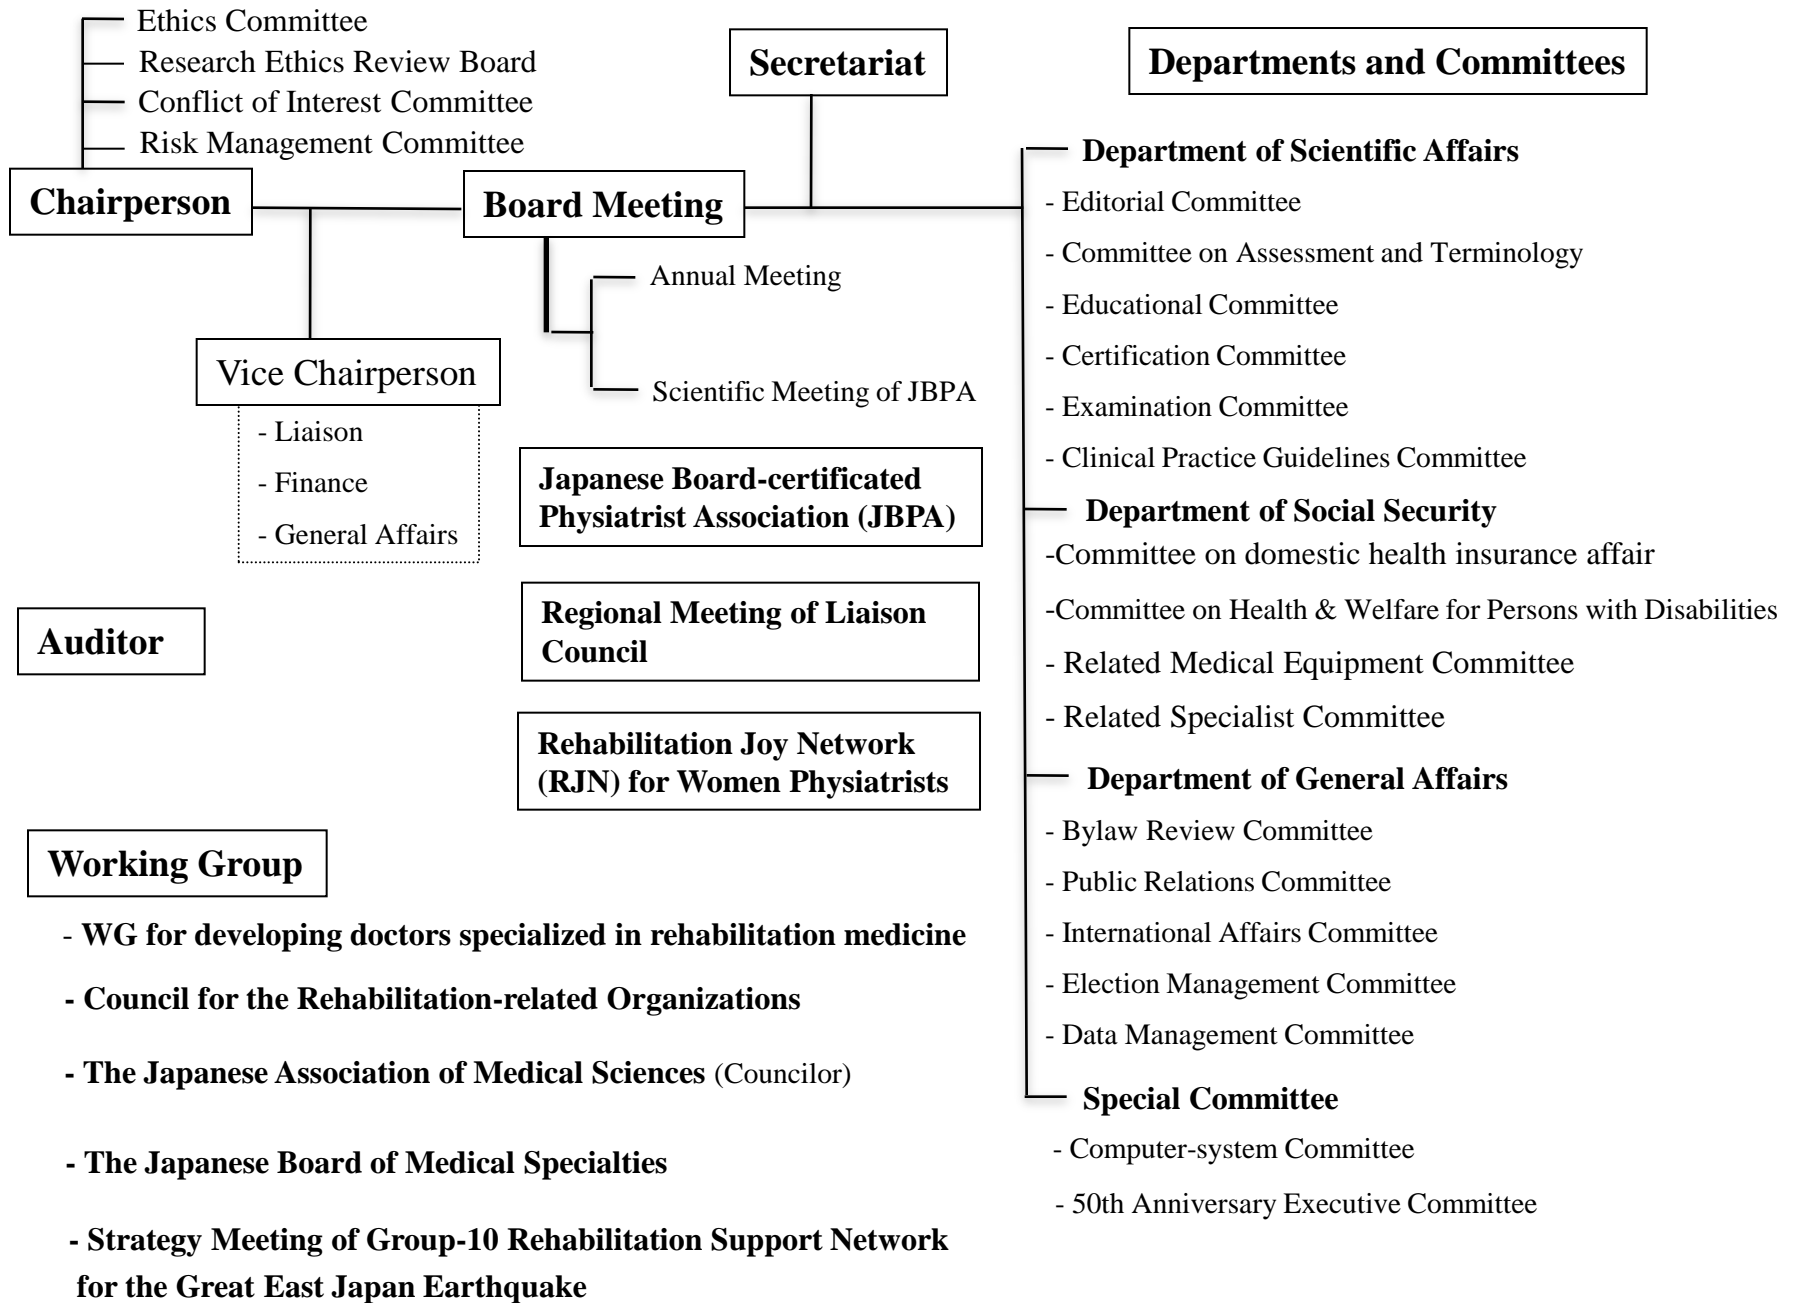 Ethics Committee
Research Ethics Review Board
Conflict of Interest Committee
Risk Management Committee
Chairperson
Board Meeting
Secretariat
Annual Meeting
Scientific Meeting of JBPA
Vice Chairperson
- Liaison
- Finance
- General Affairs
Japanese Board-certificated
Physiatrist Association (JBPA)
Regional Meeting of Liaison
Council
Rehabilitation Joy Network
(RJN) for Women Physiatrists
Auditor
Working Group
- WG for developing doctors specialized in rehabilitation medicine
- Council for the Rehabilitation-related Organizations
- The Japanese Association of Medical Sciences (Councilor)
- The Japanese Board of Medical Specialties
- Strategy Meeting of Group-10 Rehabilitation Support Network
for the Great East Japan Earthquake
Departments and Committees
Department of Scientific Affairs
- Editorial Committee
- Committee on Assessment and Terminology
- Educational Committee
- Certification Committee
- Examination Committee
- Clinical Practice Guidelines Committee
Department of Social Security
-Committee on domestic health insurance affair
-Committee on Health & Welfare for Persons with Disabilities
- Related Medical Equipment Committee
- Related Specialist Committee
Department of General Affairs
- Bylaw Review Committee
- Public Relations Committee
- International Affairs Committee
- Election Management Committee
- Data Management Committee
Special Committee
- Computer-system Committee
- 50th Anniversary Executive Committee